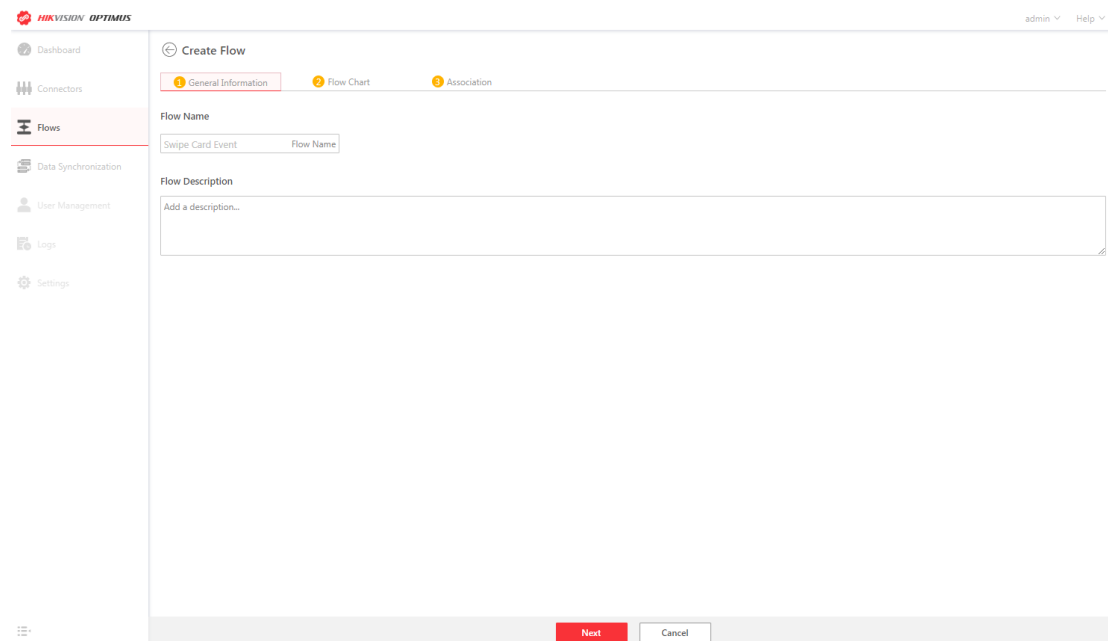 HIKVISION OPTIMUS
admin Help
Dashboard
Connectors
Flows
Data Synchronization
User Management
Logs
Settings
Create Flow
1 General Information 2 Flow Chart 3 Association
Flow Name
Swipe Card Event Flow Name
Flow Description
Add a description...
Next Cancel